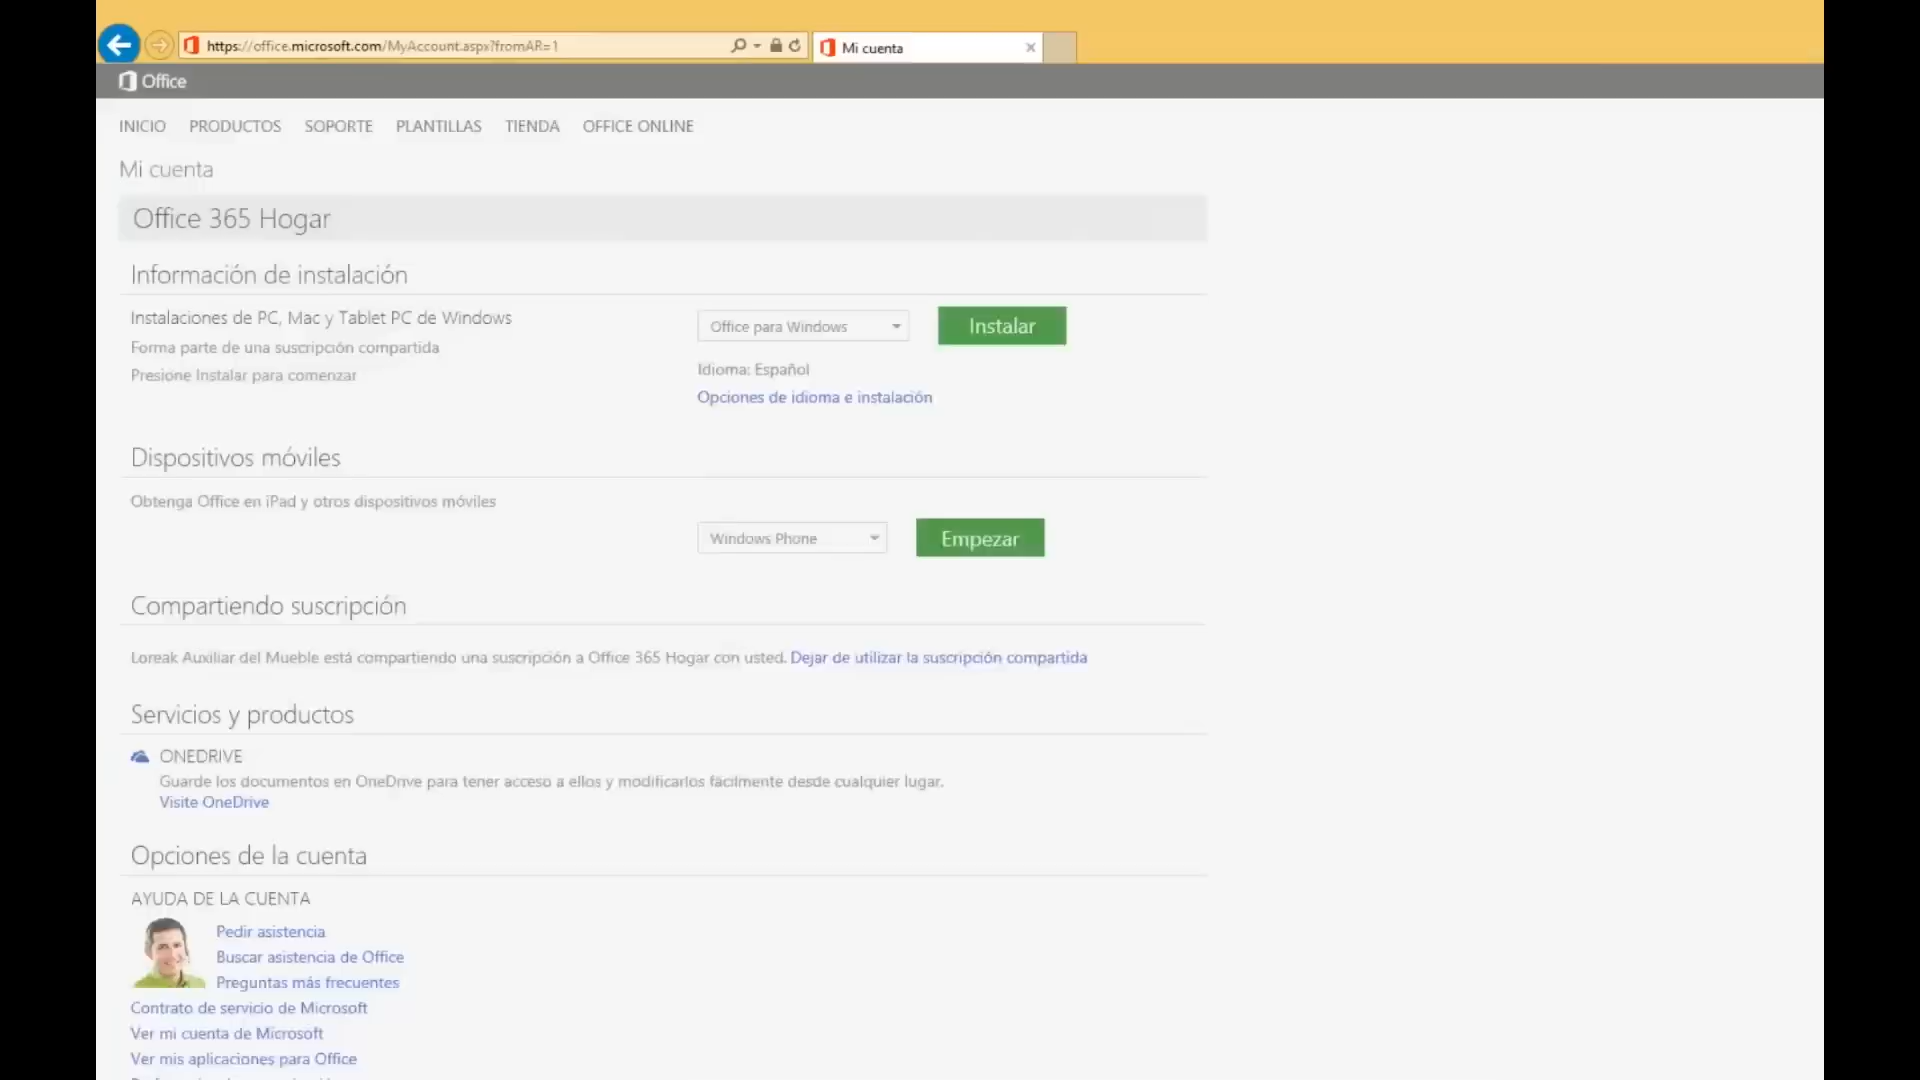 https://office.microsoft.com/MyAccount.aspx?fromAR=1
Mi cuenta
Office
INICIO PRODUCTOS SOPORTE PLANTILLAS TIENDA OFFICE ONLINE
Mi cuenta
Office 365 Hogar
Información de instalación
Instalaciones de PC, Mac y Tablet PC de Windows
Office para Windows
Instalar
Forma parte de una suscripción compartida
Presione Instalar para comenzar
Idioma: Español
Opciones de idioma e instalación
Dispositivos móviles
Obtenga Office en iPad y otros dispositivos móviles
Windows Phone
Empezar
Compartiendo suscripción
Loreak Auxiliar del Mueble está compartiendo una suscripción a Office 365 Hogar con usted. Dejar de utilizar la suscripción compartida
Servicios y productos
ONEDRIVE
Guarde los documentos en OneDrive para tener acceso a ellos y modificarlos fácilmente desde cualquier lugar.
Visite OneDrive
Opciones de la cuenta
AYUDA DE LA CUENTA
Pedir asistencia
Buscar asistencia de Office
Preguntas más frecuentes
Contrato de servicio de Microsoft
Ver mi cuenta de Microsoft
Ver mis aplicaciones para Office